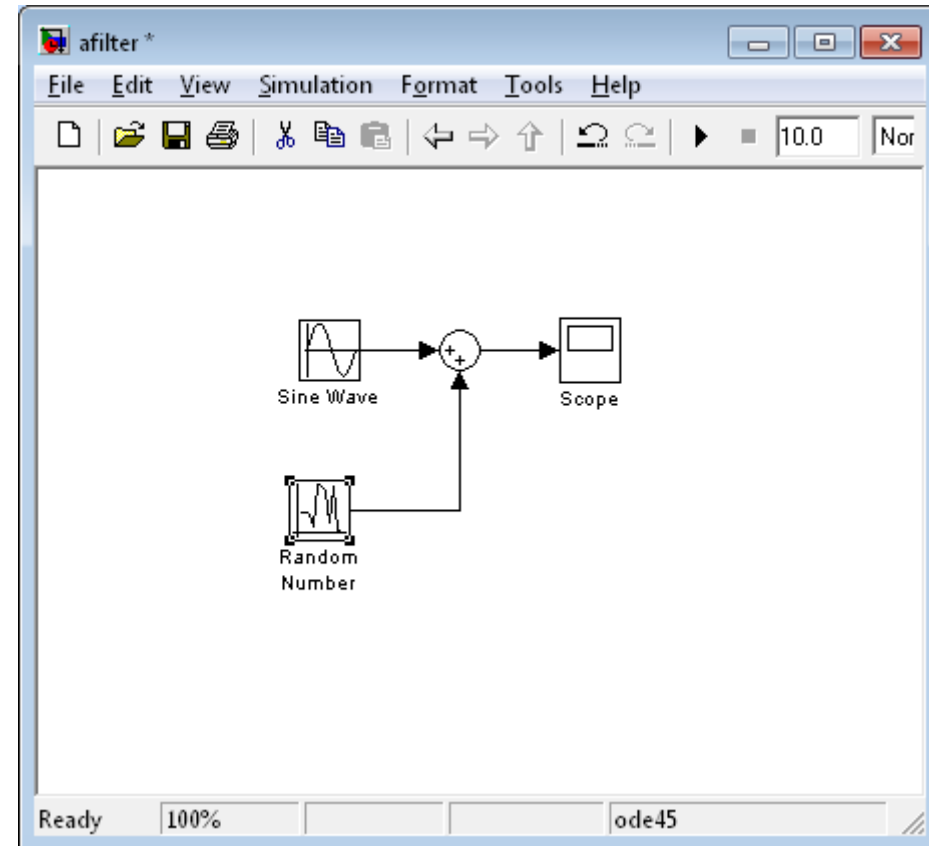 afilter *
File Edit View Simulation Format Tools Help
10.0 Nor
+
+
Sine Wave
Scope
Random
Number
Ready 100% ode45